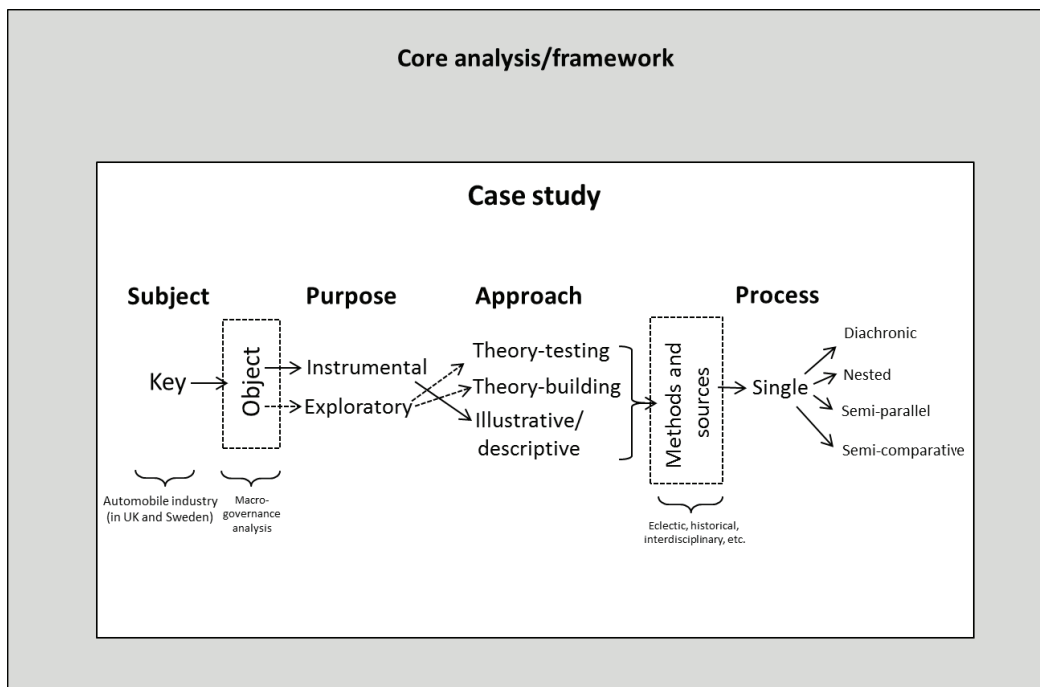 Core analysis/framework
Case study
Subject
Purpose
Approach
Process
Key
Object
Instrumental
Exploratory
Theory-testing
Theory-building
Illustrative/
descriptive
Methods and
sources
Single
Diachronic
Nested
Semi-parallel
Semi-comparative
Automobile industry
(in UK and Sweden)
Macro-
governance
analysis
Eclectic, historical,
interdisciplinary, etc.